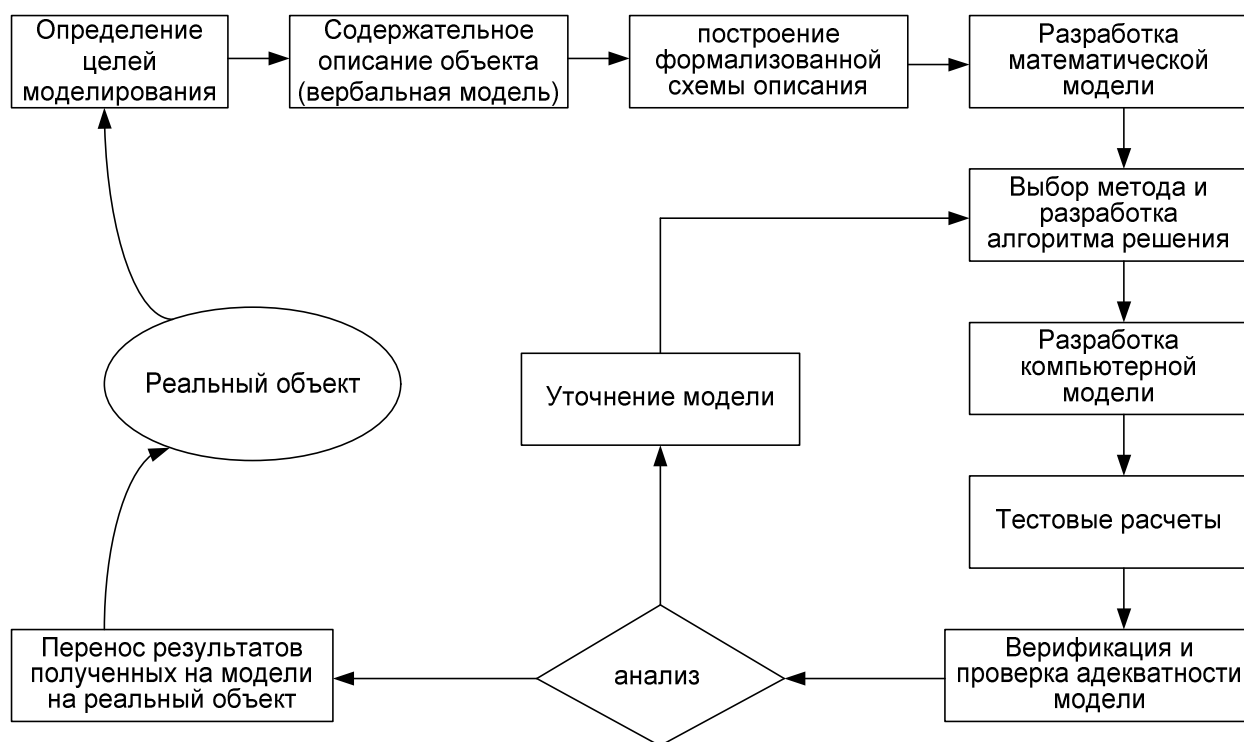 Определение
целей
моделирования
Содержательное
описание объекта
(вербальная модель)
построение
формализованной
схемы описания
Разработка
математической
модели
Выбор метода и
разработка
алгоритма решения
Разработка
компьютерной
модели
Реальный объект
Уточнение модели
Тестовые расчеты
Верификация и
проверка адекватности
модели
анализ
Перенос результатов
полученных на модели
на реальный объект